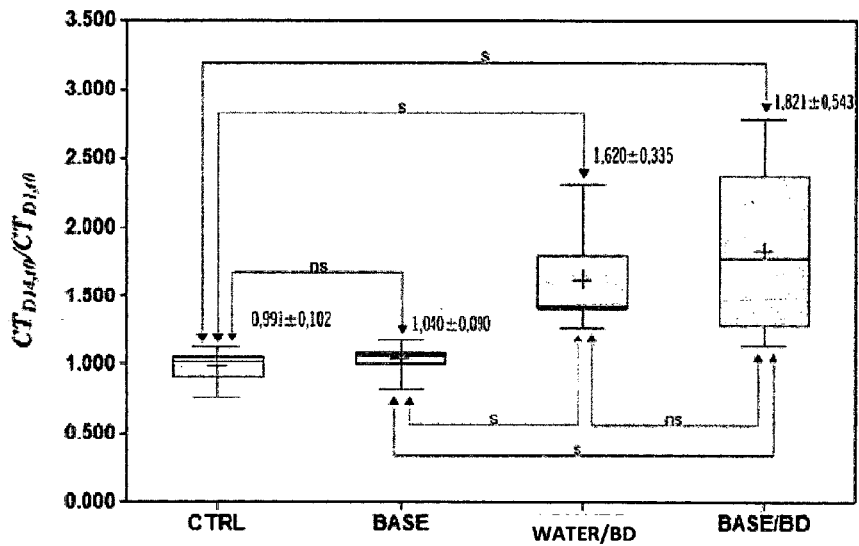 3.500
3.000
2.500
2.000
1.500
1.000
0.500
0.000
CT D14,t0/CT D1,t0
s
1,821±0,543
s
1,620±0,335
ns
0,991±0,102
1,040±0,090
s
ns
s
CTRL
BASE
WATER/BD
BASE/BD